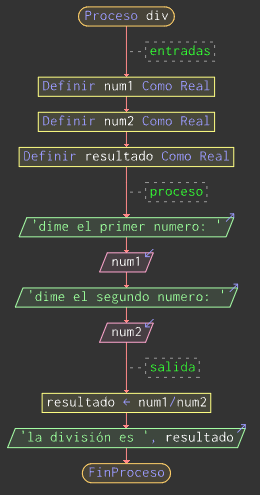 Proceso div
entradas
Definir num1 Como Real
Definir num2 Como Real
Definir resultado Como Real
proceso
'dime el primer numero: '
num1
'dime el segundo numero: '
num2
salida
resultado ← num1/num2
'la división es ', resultado
FinProceso